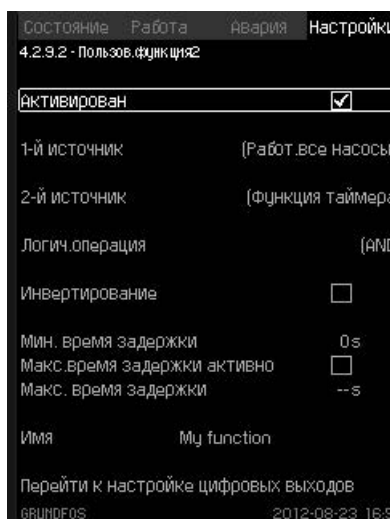 Состояние Работа Авария Настройки
4.2.9.2 - Пользов.функция2
Активирован
1-й источник (Работ.все насосы
2-й источник (Функция таймера
Логич.операция (AND
Инвертирование
Мин. время задержки 0s
Макс.время задержки активно
Макс. время задержки --s
Имя My function
Перейти к настройке цифровых выходов
GRUNDFOS 2012-08-23